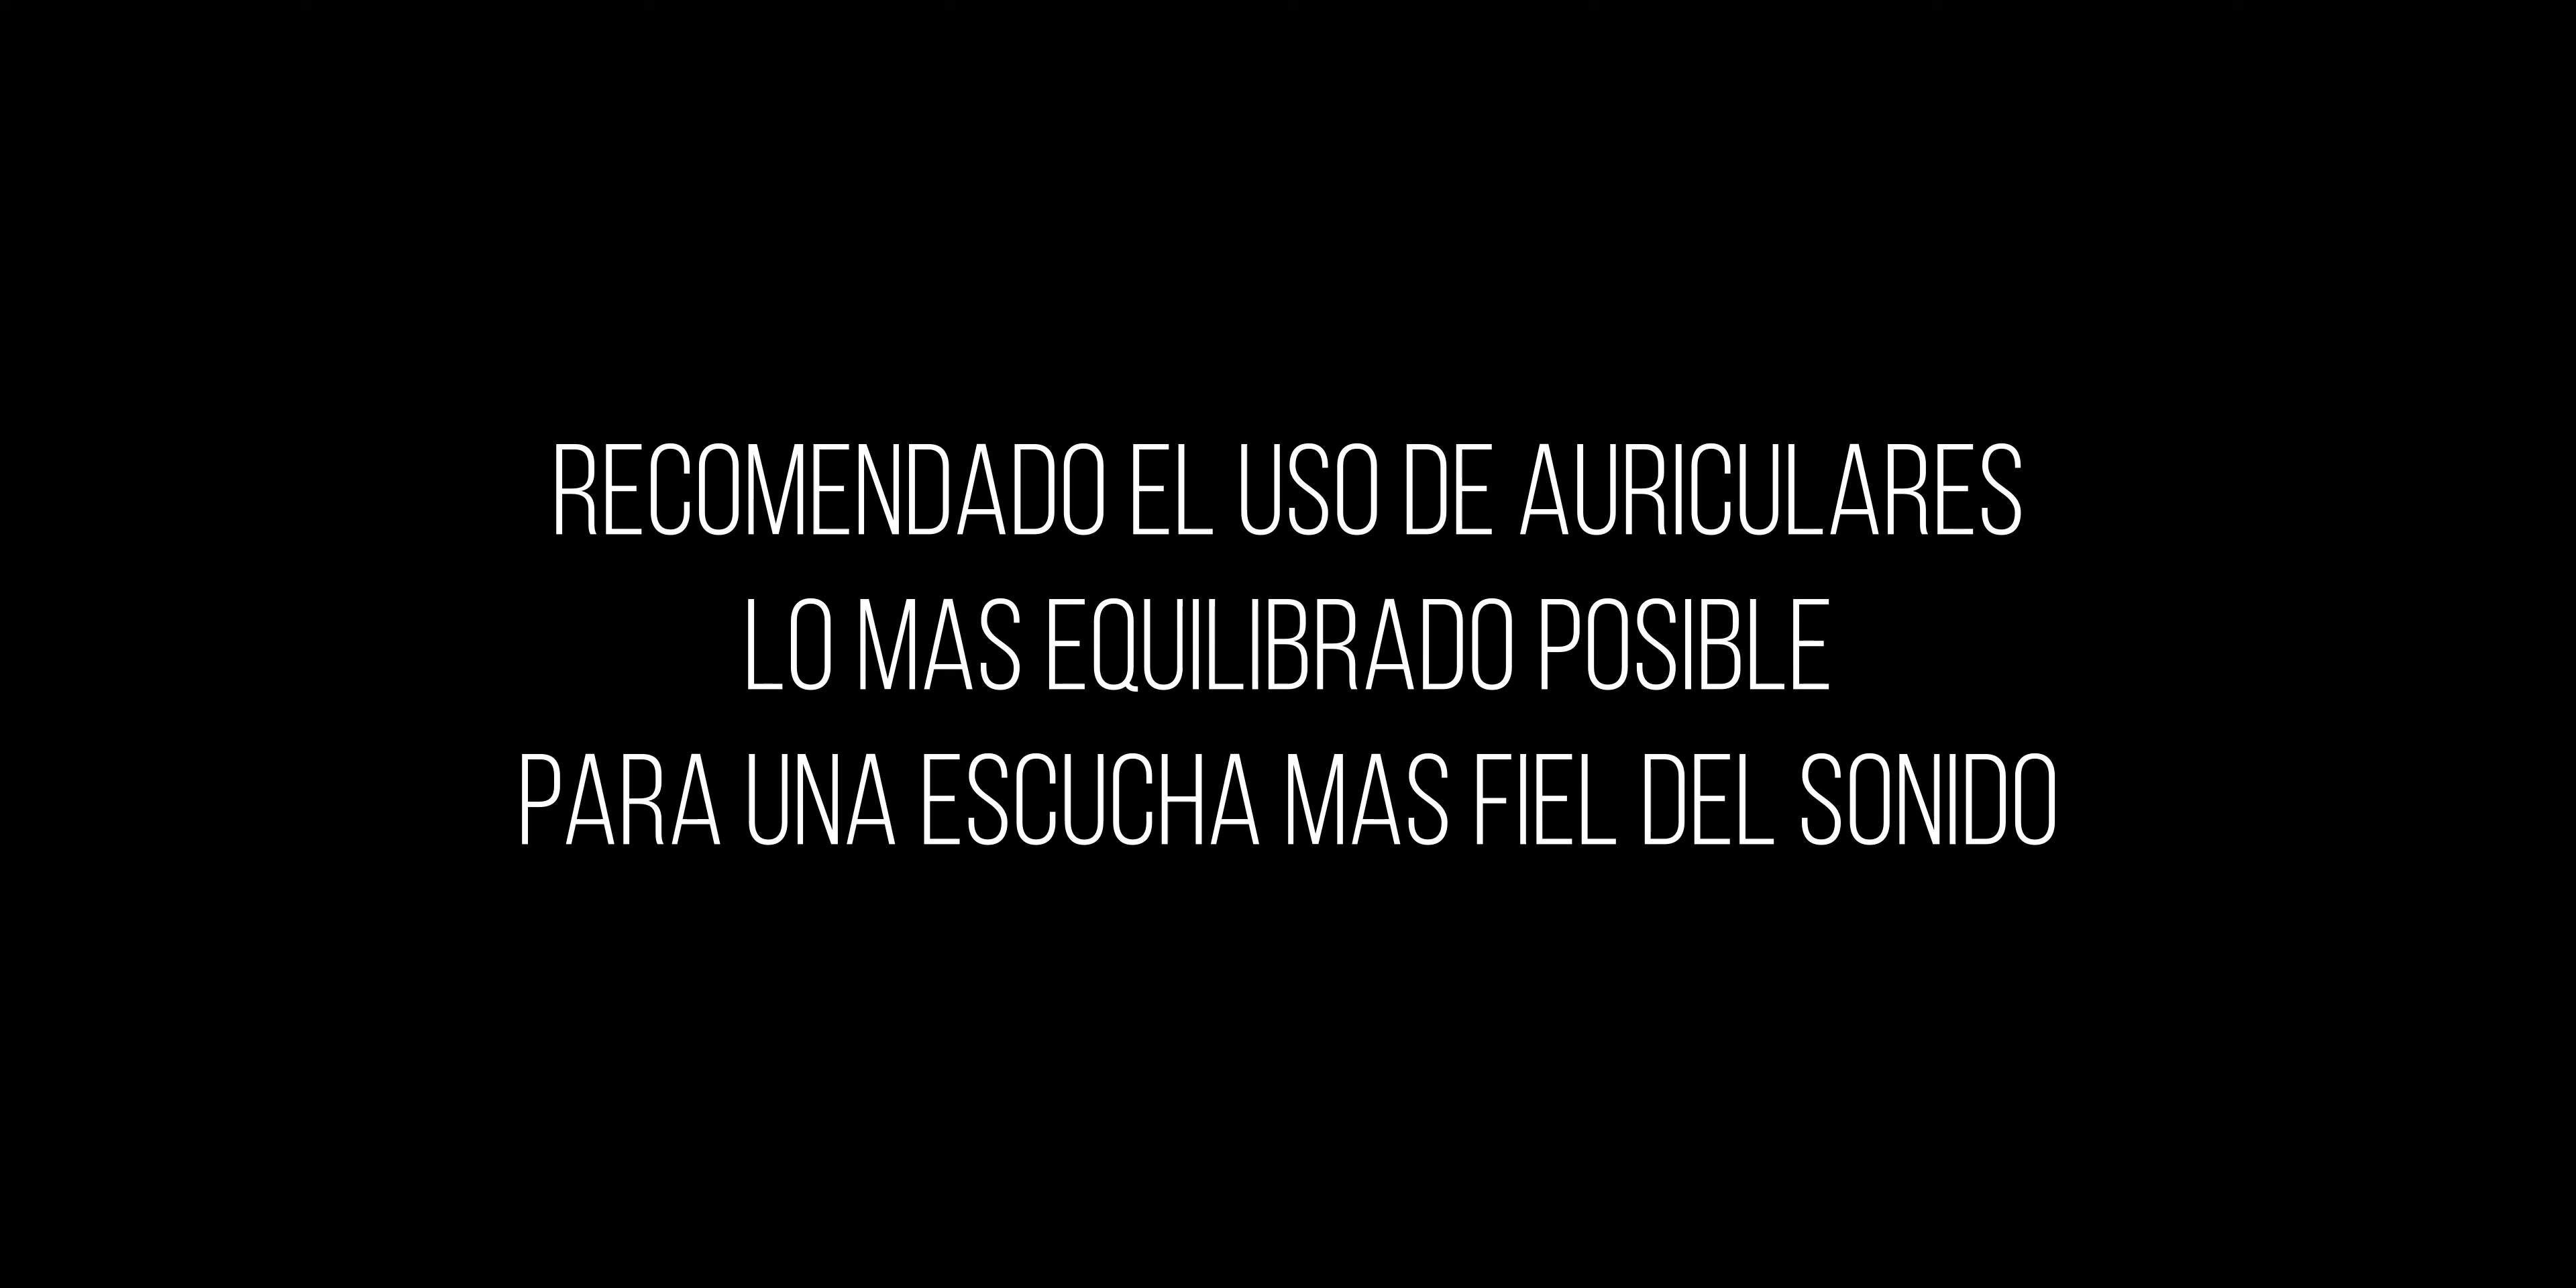 RECOMENDADO EL USO DE AURICULARES
LO MAS EQUILIBRADO POSIBLE
PARA UNA ESCUCHA MAS FIEL DEL SONIDO